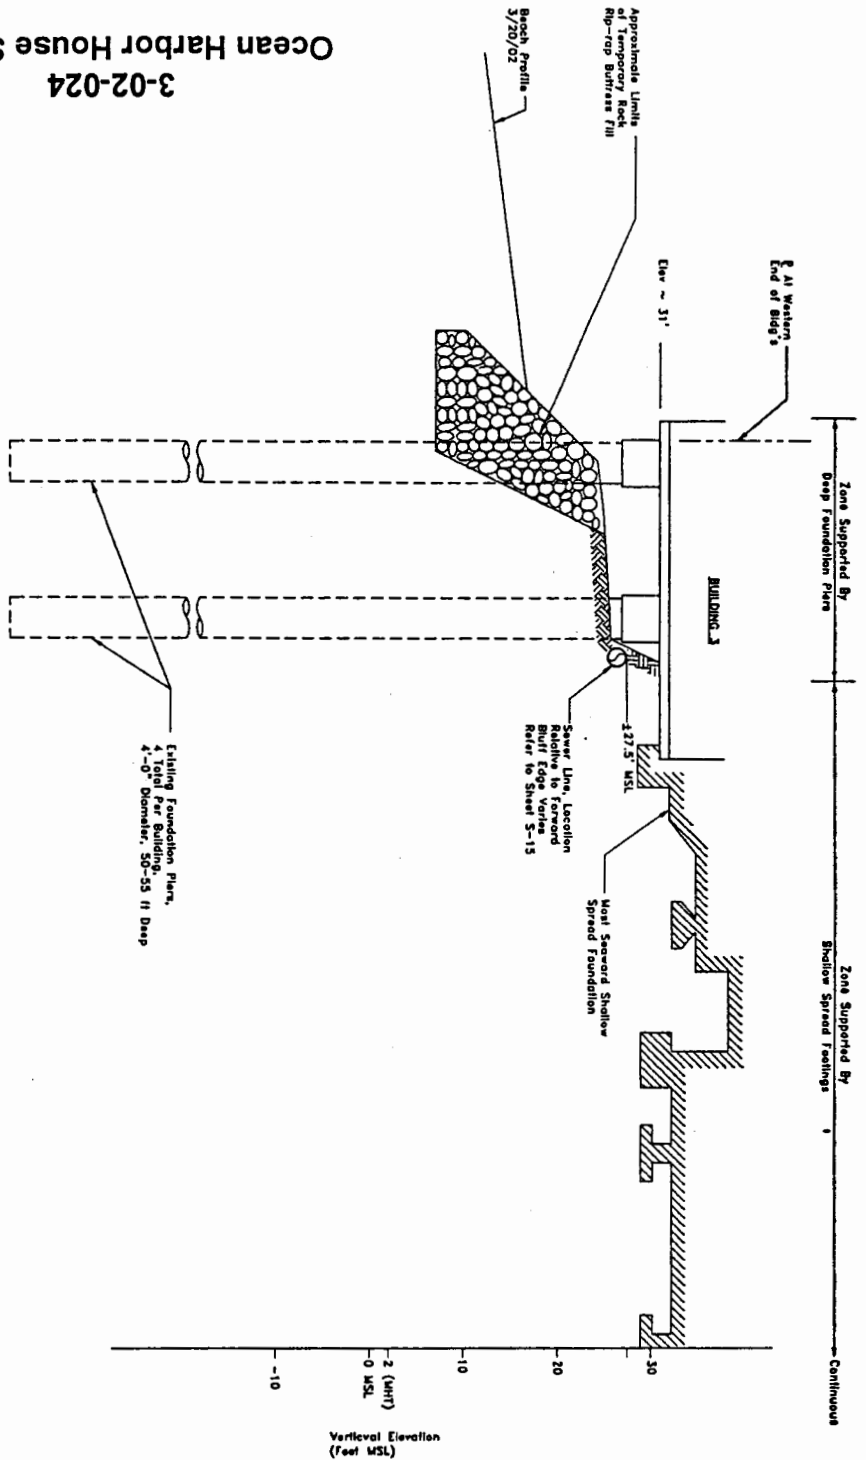 Ocean Harbor House S
3-02-024
Approximate Limits
of Temporary Rock
Rip-rap Buttress Fill
Beach Profile
3/20/02
℄ At Western
End of Bldg's
Elev ~ 31'
Zone Supported By
Deep Foundation Piers
BUILDING 3
Zone Supported By
Shallow Spread Footings
Continuous
±27.5' MSL
Sewer Line, Location
Relative to Forward
Bluff Edge Varies
Refer to Sheet S-15
Most Seaward Shallow
Spread Foundation
Existing Foundation Piers,
4 Total Per Building,
4'-0" Diameter, 50-55 ft Deep
30
20
10
2 (MHT)
0 MSL
-10
Verticval Elevation
(Feet MSL)